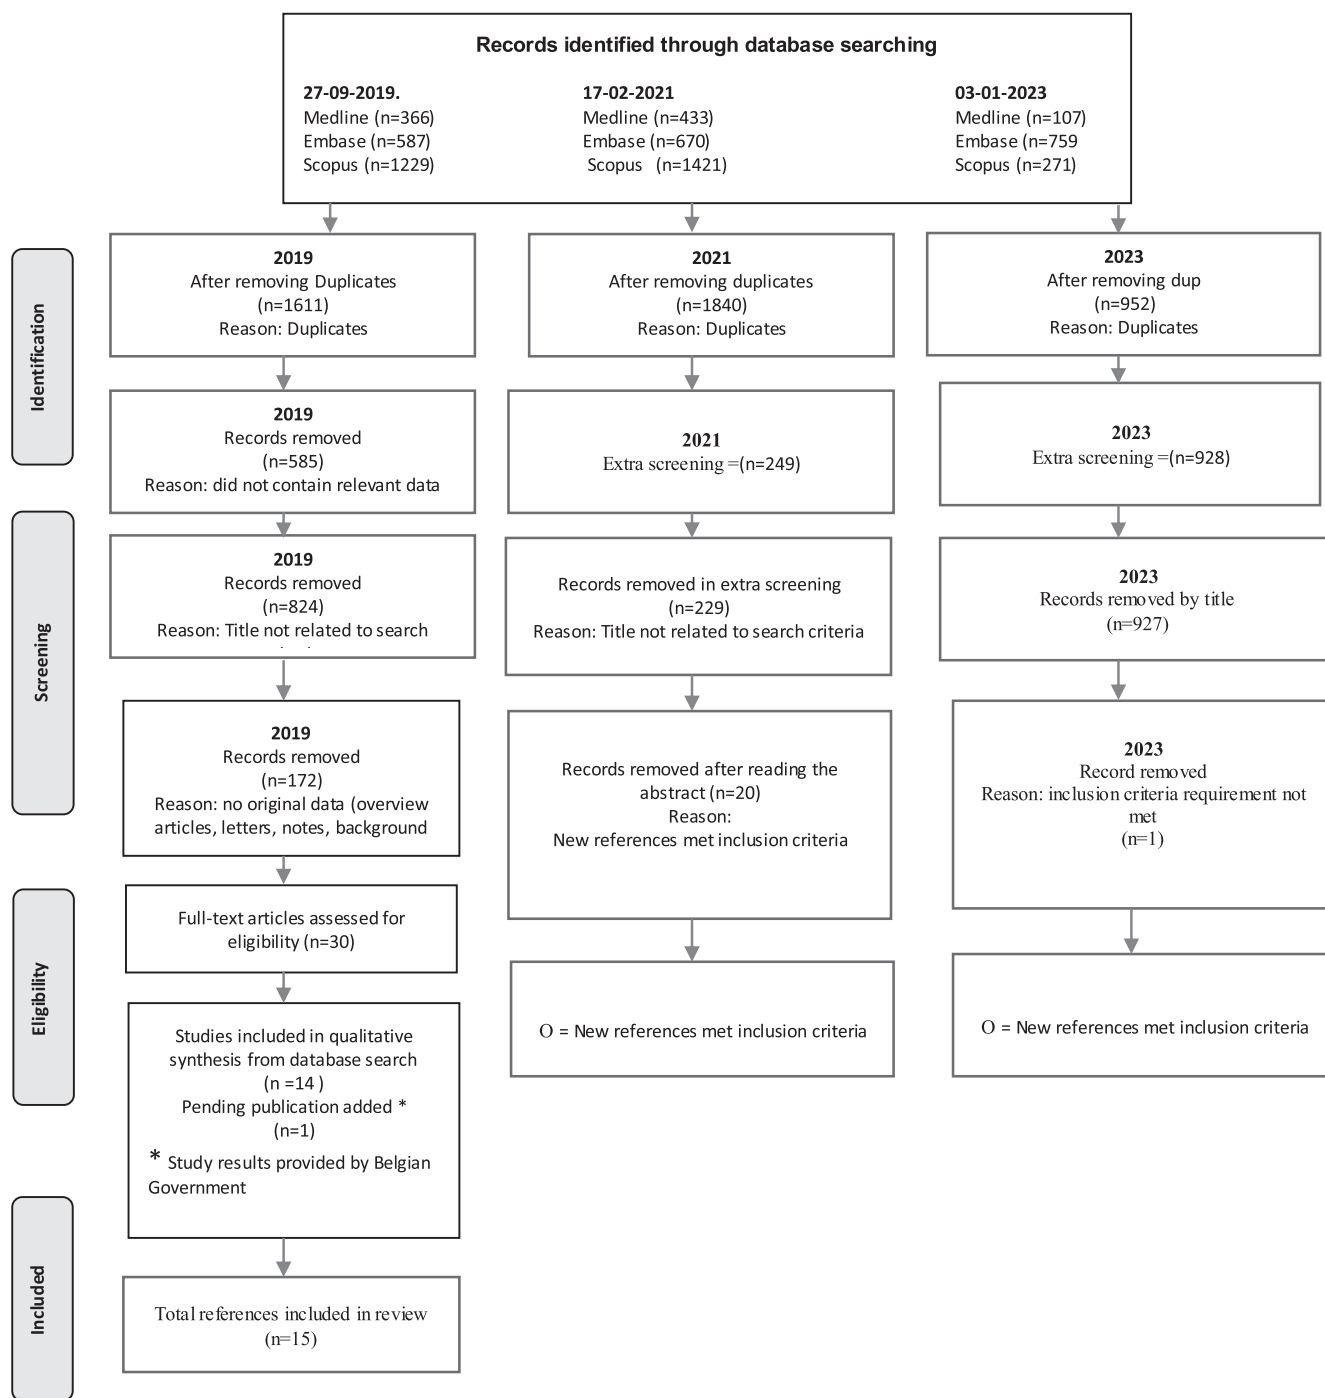 Records identified through database searching
27-09-2019.
Medline (n=366)
Embase (n=587)
Scopus (n=1229)
17-02-2021
Medline (n=433)
Embase (n=670)
Scopus (n=1421)
03-01-2023
Medline (n=107)
Embase (n=759
Scopus (n=271)
Identification
2019
After removing Duplicates
(n=1611)
Reason: Duplicates
2021
After removing duplicates
(n=1840)
Reason: Duplicates
2023
After removing dup
(n=952)
Reason: Duplicates
2019
Records removed
(n=585)
Reason: did not contain relevant data
2021
Extra screening =(n=249)
2023
Extra screening =(n=928)
Screening
2019
Records removed
(n=824)
Reason: Title not related to search
Records removed in extra screening
(n=229)
Reason: Title not related to search criteria
2023
Records removed by title
(n=927)
2019
Records removed
(n=172)
Reason: no original data (overview
articles, letters, notes, background
Records removed after reading the
abstract (n=20)
Reason:
New references met inclusion criteria
2023
Record removed
Reason: inclusion criteria requirement not
met
(n=1)
Eligibility
Full-text articles assessed for
eligibility (n=30)
Studies included in qualitative
synthesis from database search
(n =14 )
Pending publication added *
(n=1)
* Study results provided by Belgian
Government
O = New references met inclusion criteria
O = New references met inclusion criteria
Included
Total references included in review
(n=15)